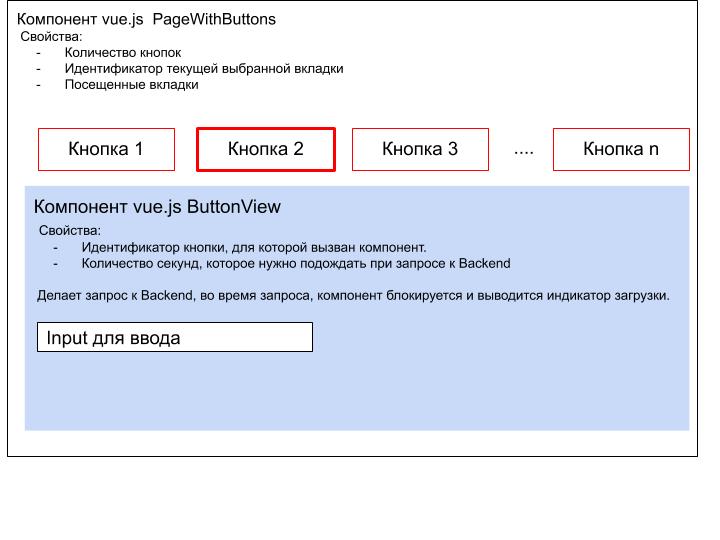 Компонент vue.js PageWithButtons
Свойства:
- Количество кнопок
- Идентификатор текущей выбранной вкладки
- Посещенные вкладки
Кнопка 1 Кнопка 2 Кнопка 3 .... Кнопка n
Компонент vue.js ButtonView
Свойства:
- Идентификатор кнопки, для которой вызван компонент.
- Количество секунд, которое нужно подождать при запросе к Backend
Делает запрос к Backend, во время запроса, компонент блокируется и выводится индикатор загрузки.
Input для ввода